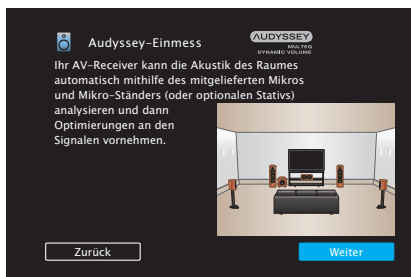 Audyssey-Einmess
AUDYSSEY
MULTEQ
DYNAMIC VOLUME
Ihr AV-Receiver kann die Akustik des Raumes
automatisch mithilfe des mitgelieferten Mikros
und Mikro-Ständers (oder optionalen Stativs)
analysieren und dann
Optimierungen an den
Signalen vornehmen.
Zurück
Weiter